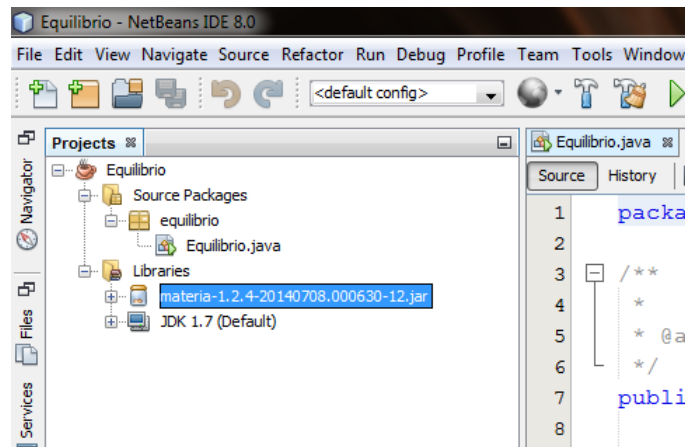 Equilibrio - NetBeans IDE 8.0
File Edit View Navigate Source Refactor Run Debug Profile Team Tools Window
<default config>
Projects
Equilibrio
Source Packages
equilibrio
Equilibrio.java
Libraries
materia-1.2.4-20140708.000630-12.jar
JDK 1.7 (Default)
Navigator
Files
Services
Equilibrio.java
Source History
1 packa
2
3 /**
4 *
5 * @a
6 */
7 publi
8